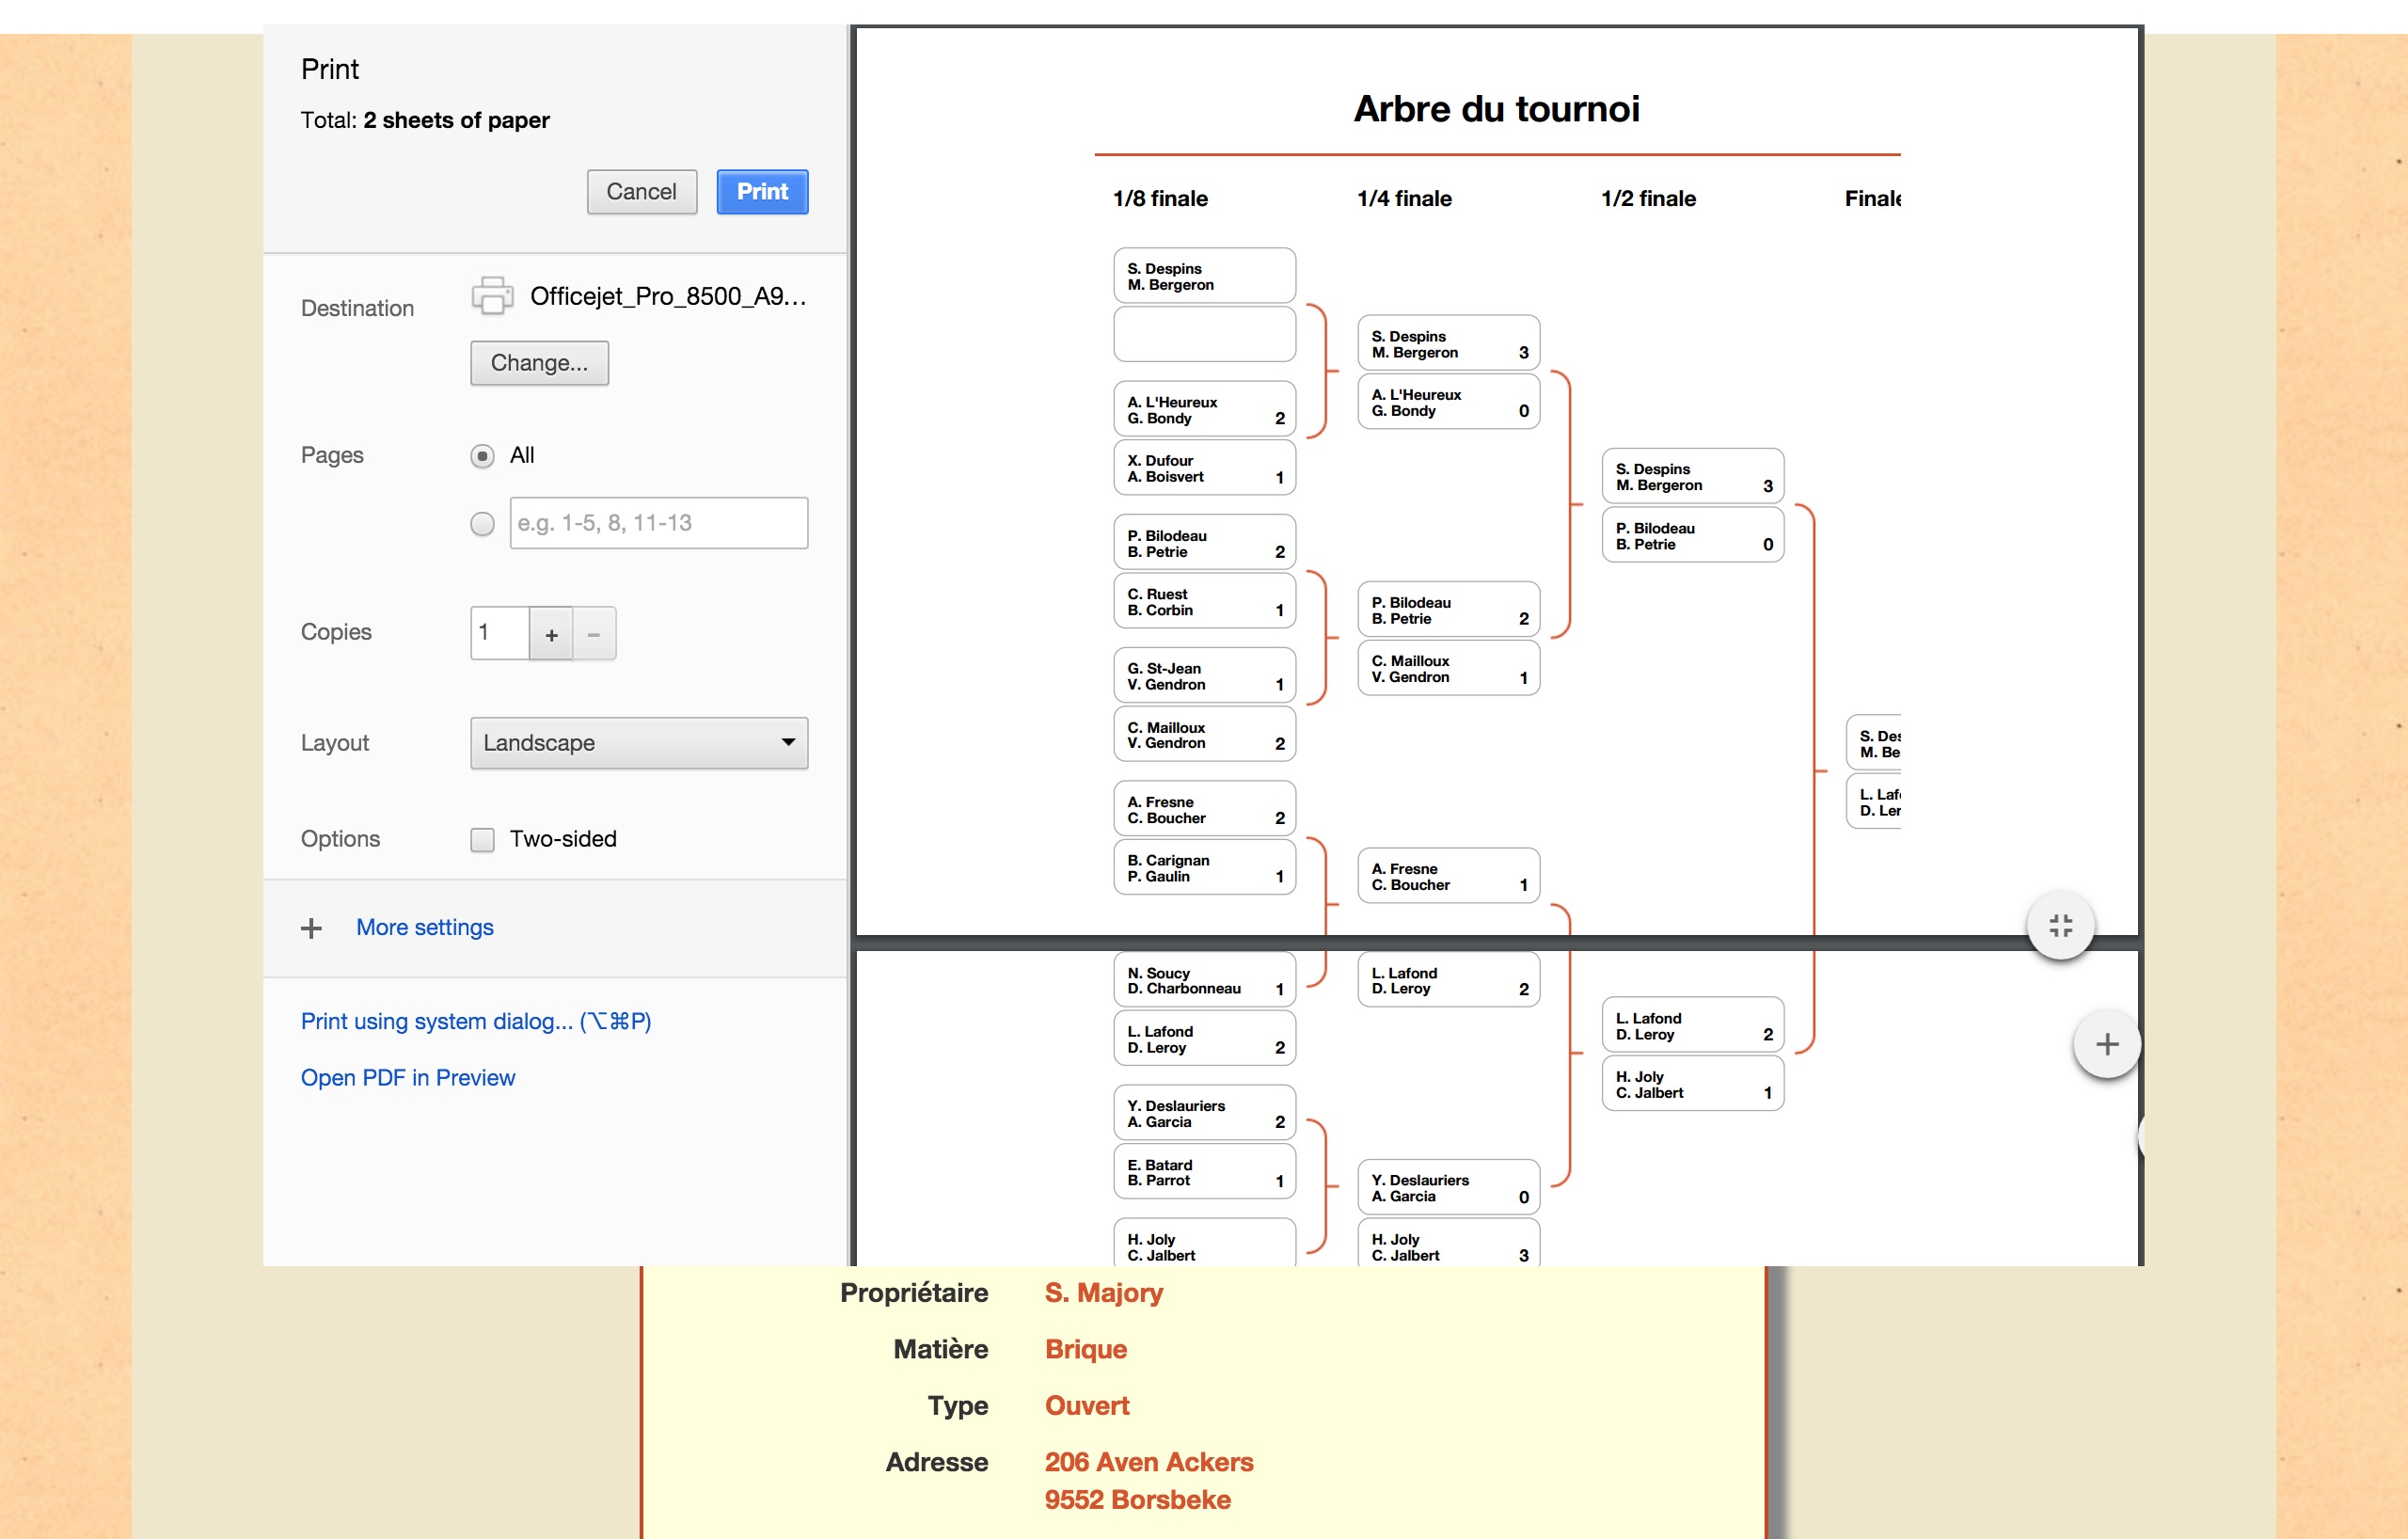 Print
Total: 2 sheets of paper
Cancel
Print
Destination
Officejet_Pro_8500_A9...
Change...
Pages
All
e.g. 1-5, 8, 11-13
Copies
1
+
−
Layout
Landscape
Options
Two-sided
+
More settings
Print using system dialog... (⌥⌘P)
Open PDF in Preview
Arbre du tournoi
1/8 finale
1/4 finale
1/2 finale
Finale
S. Despins
M. Bergeron
A. L'Heureux
G. Bondy 2
X. Dufour
A. Boisvert 1
P. Bilodeau
B. Petrie 2
C. Ruest
B. Corbin 1
G. St-Jean
V. Gendron 1
C. Mailloux
V. Gendron 2
A. Fresne
C. Boucher 2
B. Carignan
P. Gaulin 1
S. Despins
M. Bergeron 3
A. L'Heureux
G. Bondy 0
P. Bilodeau
B. Petrie 2
C. Mailloux
V. Gendron 1
A. Fresne
C. Boucher 1
S. Despins
M. Bergeron 3
P. Bilodeau
B. Petrie 0
S. Des
M. Be
L. Laf
D. Ler
N. Soucy
D. Charbonneau 1
L. Lafond
D. Leroy 2
Y. Deslauriers
A. Garcia 2
E. Batard
B. Parrot 1
H. Joly
C. Jalbert
L. Lafond
D. Leroy 2
Y. Deslauriers
A. Garcia 0
H. Joly
C. Jalbert 3
L. Lafond
D. Leroy 2
H. Joly
C. Jalbert 1
+
Propriétaire S. Majory
Matière Brique
Type Ouvert
Adresse 206 Aven Ackers
9552 Borsbeke